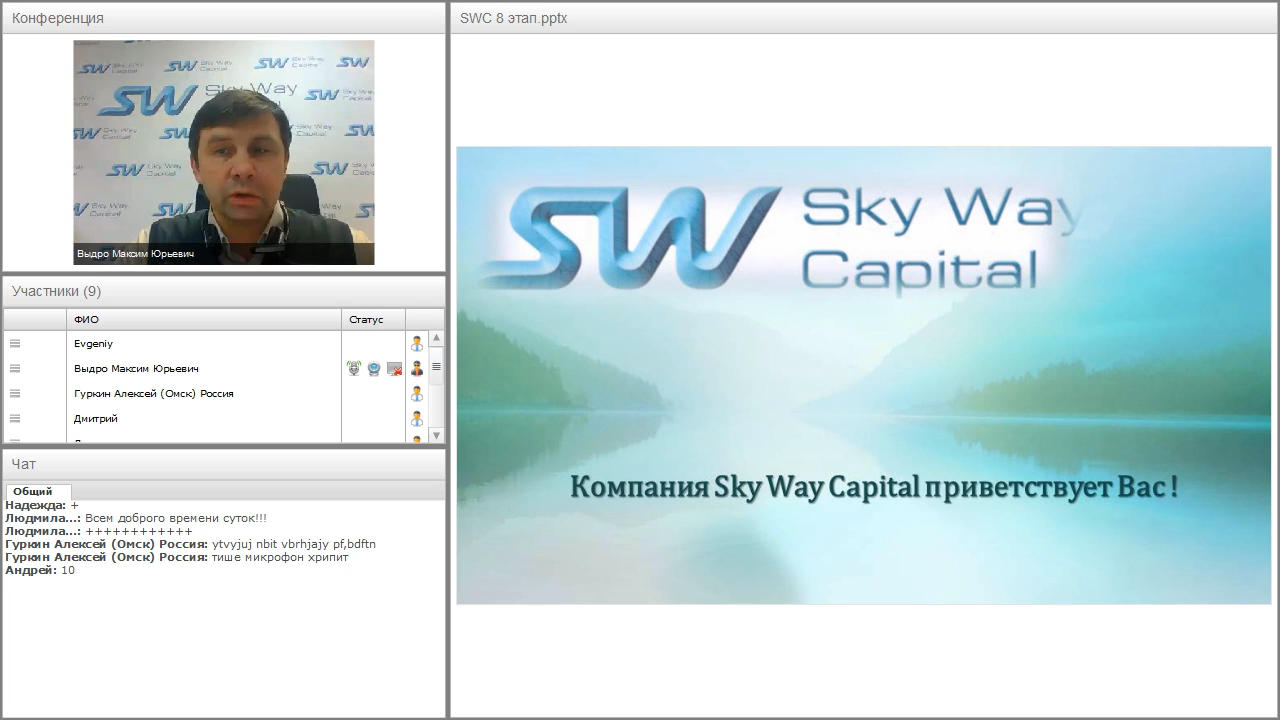 Конференция
SW Sky Way Capital
Выдро Максим Юрьевич
Участники (9)
ФИО
Статус
Evgeniy
Выдро Максим Юрьевич
Гуркин Алексей (Омск) Россия
Дмитрий
Чат
Общий
Надежда: +
Людмила...: Всем доброго времени суток!!!
Людмила...: ++++++++++++
Гуркин Алексей (Омск) Россия: ytvyjuj nbit vbrhjajy pf,bdftn
Гуркин Алексей (Омск) Россия: тише микрофон хрипит
Андрей: 10
SWC 8 этап.pptx
SW Sky Way
Capital
Компания Sky Way Capital приветствует Вас !